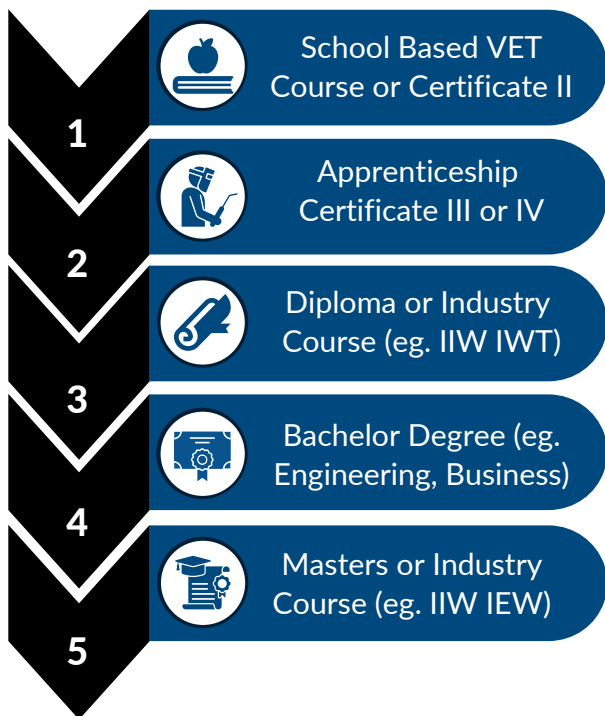 School Based VET
Course or Certificate II
1
Apprenticeship
Certificate III or IV
2
Diploma or Industry
Course (eg. IIW IWT)
3
Bachelor Degree (eg.
Engineering, Business)
4
Masters or Industry
Course (eg. IIW IEW)
5